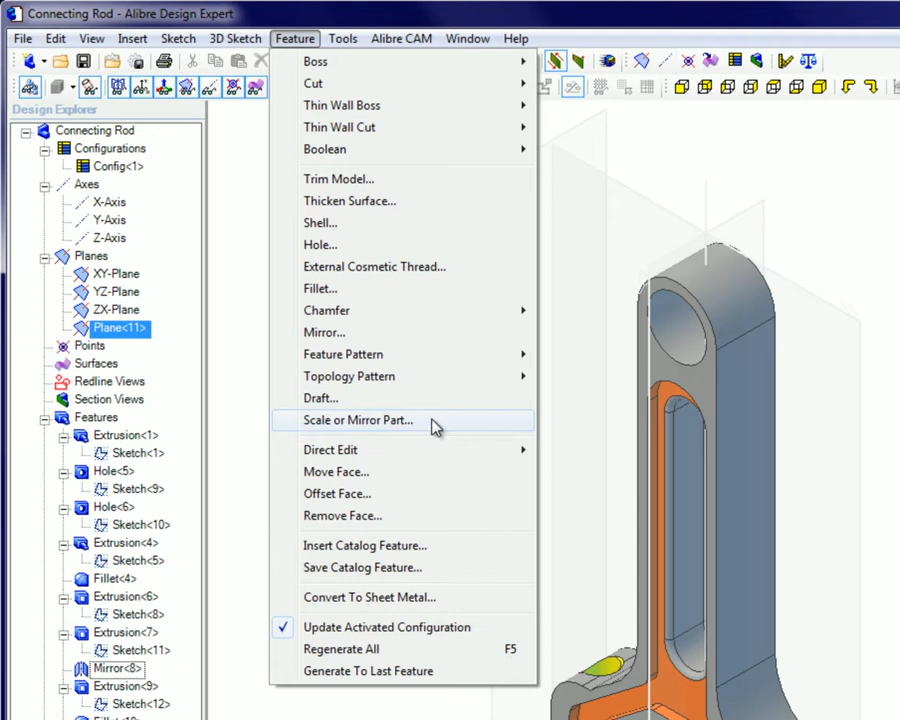 Connecting Rod - Alibre Design Expert
File Edit View Insert Sketch 3D Sketch Feature Tools Alibre CAM Window Help
Design Explorer
Connecting Rod
Configurations
Config<1>
Axes
X-Axis
Y-Axis
Z-Axis
Planes
XY-Plane
YZ-Plane
ZX-Plane
Plane<11>
Points
Surfaces
Redline Views
Section Views
Features
Extrusion<1>
Sketch<1>
Hole<5>
Sketch<9>
Hole<6>
Sketch<10>
Extrusion<4>
Sketch<5>
Fillet<4>
Extrusion<6>
Sketch<8>
Extrusion<7>
Sketch<11>
Mirror<8>
Extrusion<9>
Sketch<12>
Boss
Cut
Thin Wall Boss
Thin Wall Cut
Boolean
Trim Model...
Thicken Surface...
Shell...
Hole...
External Cosmetic Thread...
Fillet...
Chamfer
Mirror...
Feature Pattern
Topology Pattern
Draft...
Scale or Mirror Part...
Direct Edit
Move Face...
Offset Face...
Remove Face...
Insert Catalog Feature...
Save Catalog Feature...
Convert To Sheet Metal...
Update Activated Configuration
Regenerate All F5
Generate To Last Feature